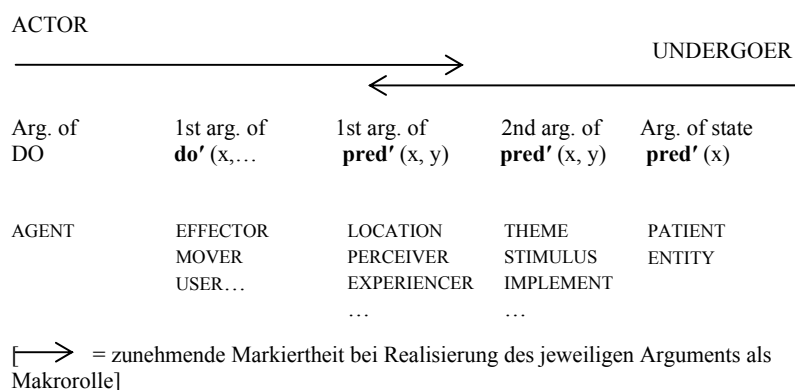 ACTOR
UNDERGOER
Arg. of 1st arg. of 1st arg. of 2nd arg. of Arg. of state
DO do′ (x,… pred′ (x, y) pred′ (x, y) pred′ (x)
AGENT EFFECTOR LOCATION THEME PATIENT
MOVER PERCEIVER STIMULUS ENTITY
USER… EXPERIENCER IMPLEMENT
… …
[⟶ = zunehmende Markiertheit bei Realisierung des jeweiligen Arguments als
Makrorolle]